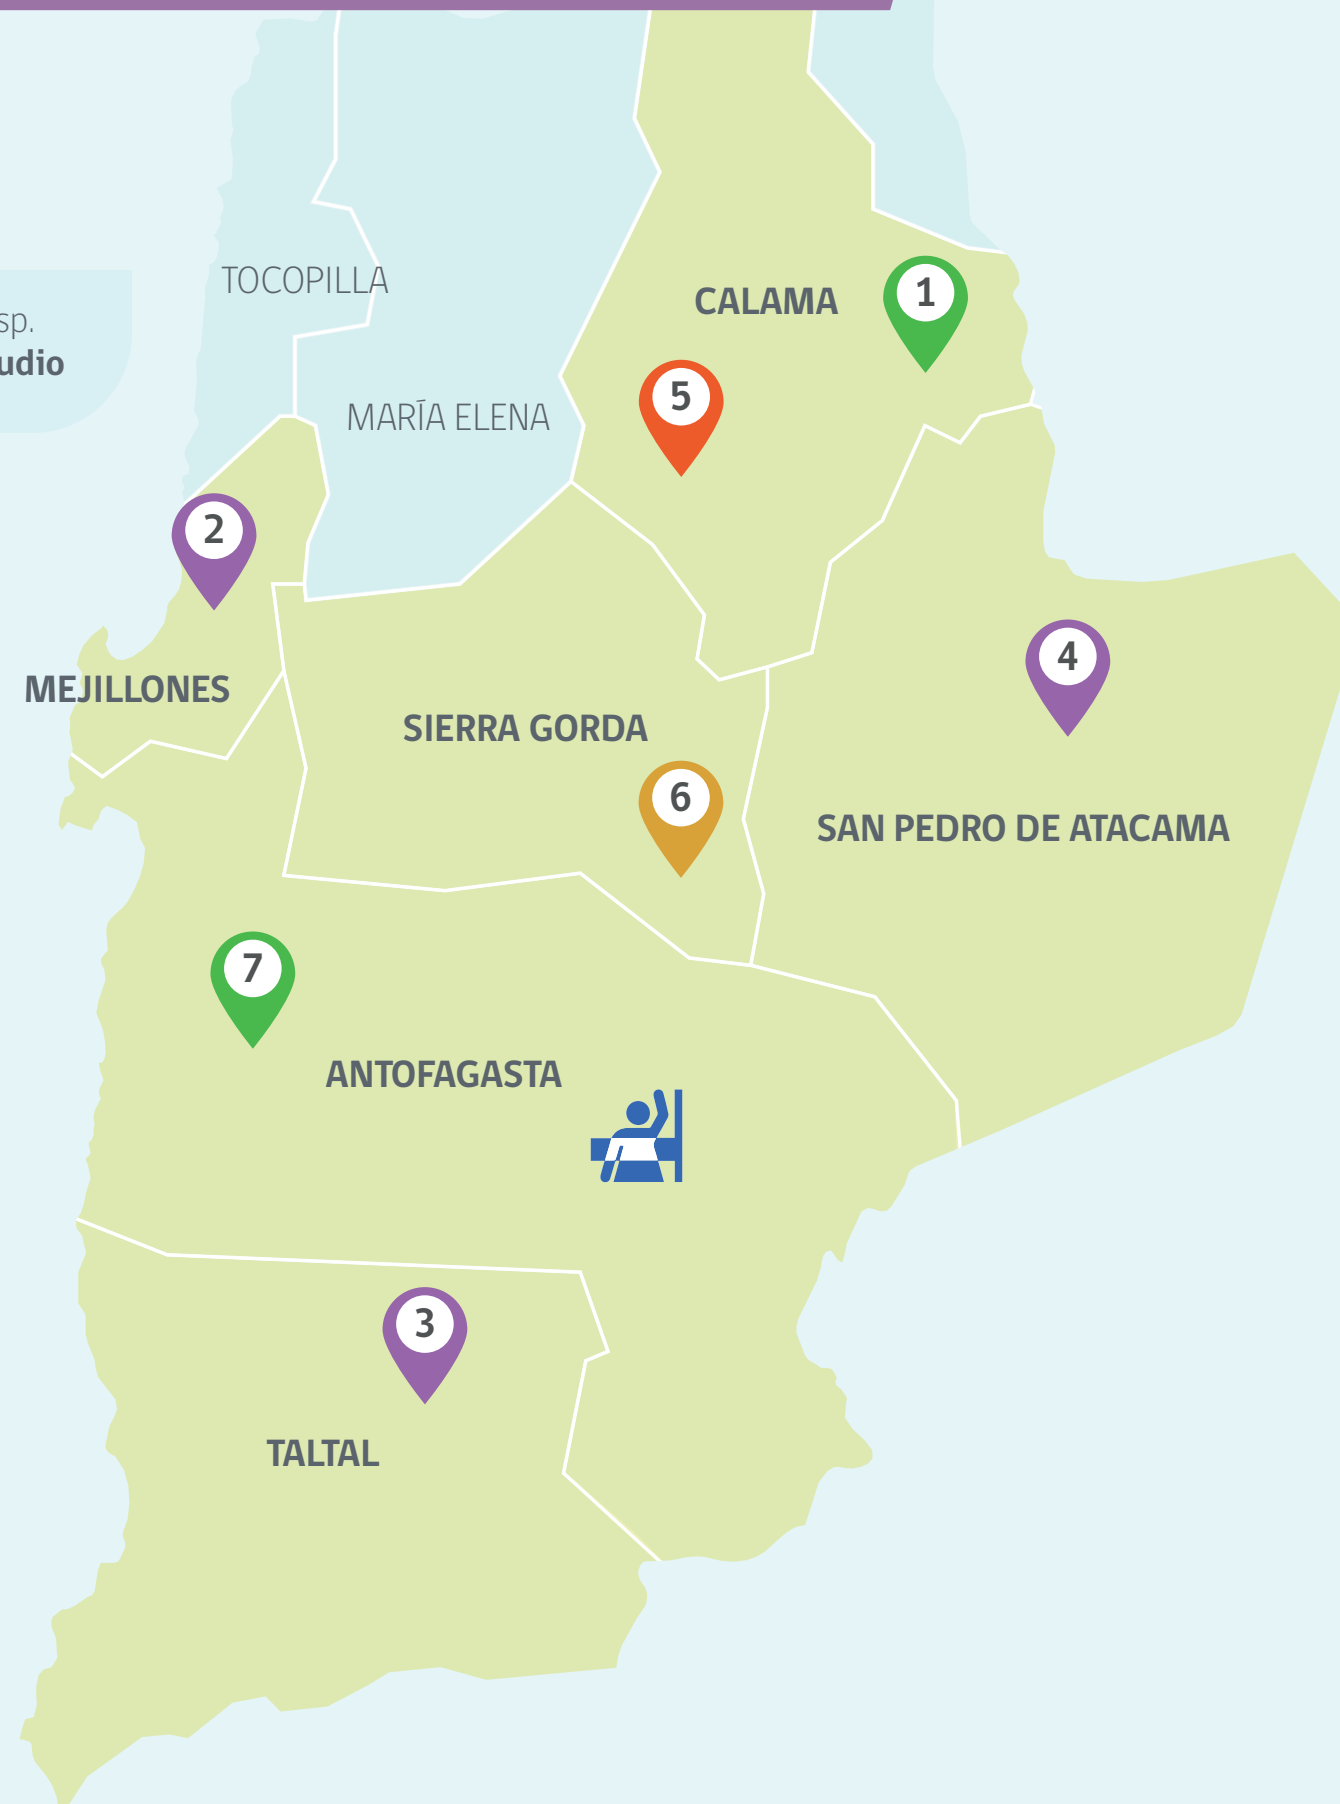 TOCOPILLA
CALAMA
1
sp.
udio
5
MARÍA ELENA
2
4
MEJILLONES
SIERRA GORDA
6
SAN PEDRO DE ATACAMA
7
ANTOFAGASTA
3
TALTAL